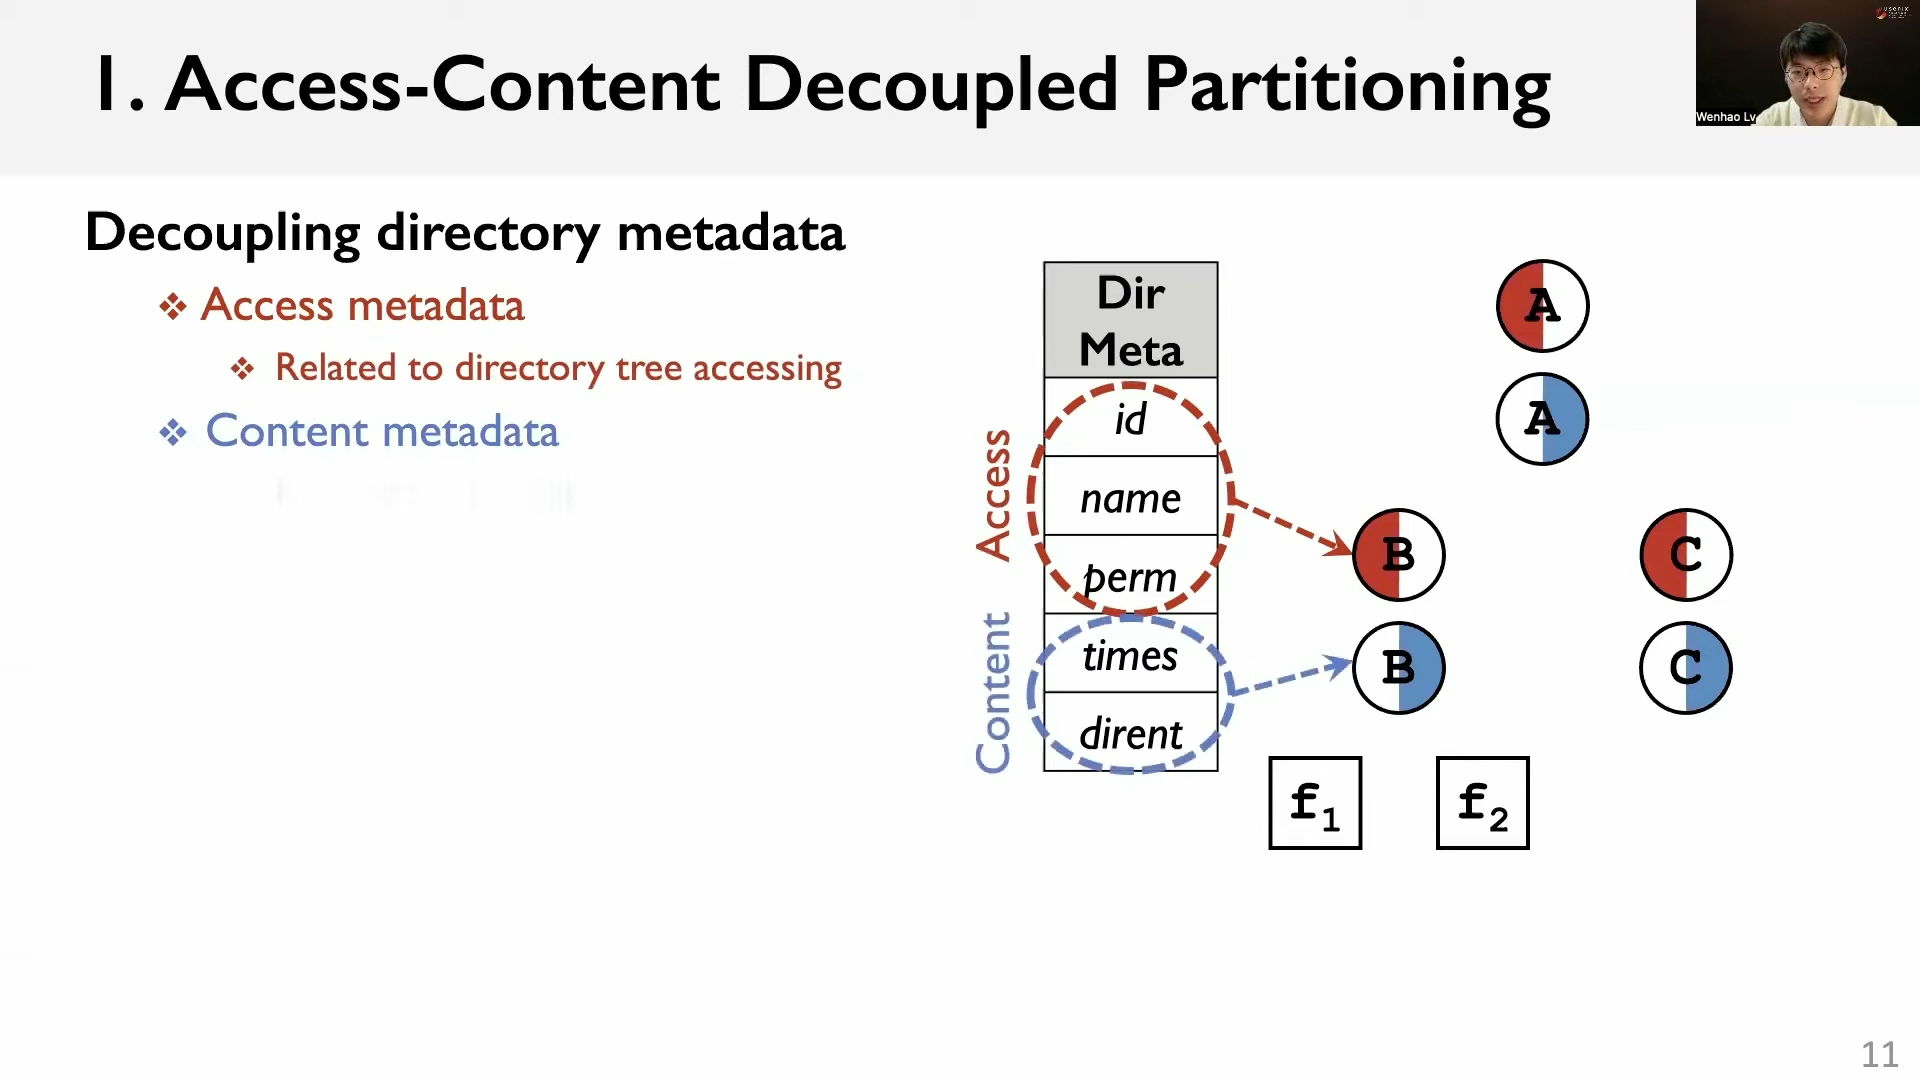 1. Access-Content Decoupled Partitioning
usenix
Wenhao Lv
Decoupling directory metadata
❖ Access metadata
❖ Related to directory tree accessing
❖ Content metadata
Dir
Meta
id
name
perm
times
dirent
Access
Content
A
A
B
C
B
C
f1
f2
11